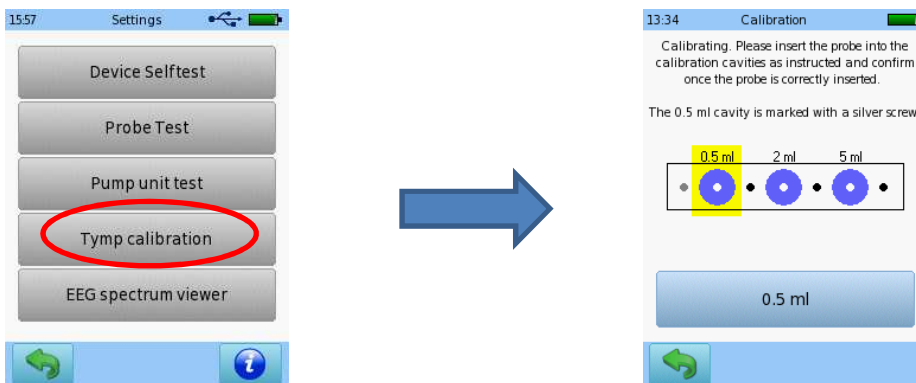 15:57 Settings
Device Selftest
Probe Test
Pump unit test
Tymp calibration
EEG spectrum viewer
i
13:34 Calibration
Calibrating. Please insert the probe into the
calibration cavities as instructed and confirm
once the probe is correctly inserted.
The 0.5 ml cavity is marked with a silver screw
0.5 ml 2 ml 5 ml
0.5 ml